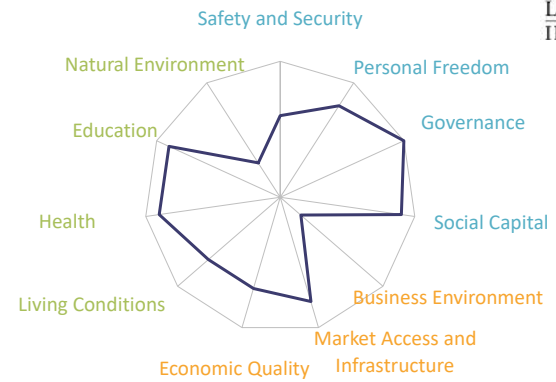 Safety and Security
Natural Environment
Personal Freedom
Education
Governance
Health
Social Capital
Living Conditions
Business Environment
Market Access and
Infrastructure
Economic Quality